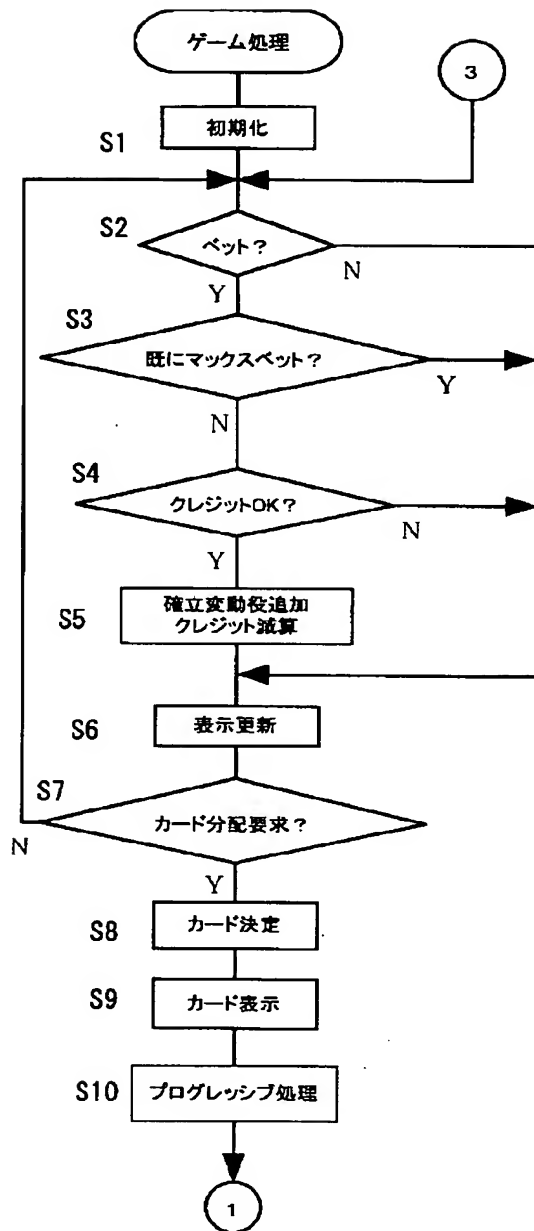 ゲーム処理
3
S1
初期化
S2
ベット？
N
Y
S3
既にマックスベット？
Y
N
S4
クレジットOK？
N
Y
S5
確立変動役追加
クレジット減算
S6
表示更新
S7
カード分配要求？
N
Y
S8
カード決定
S9
カード表示
S10
プログレッシブ処理
1